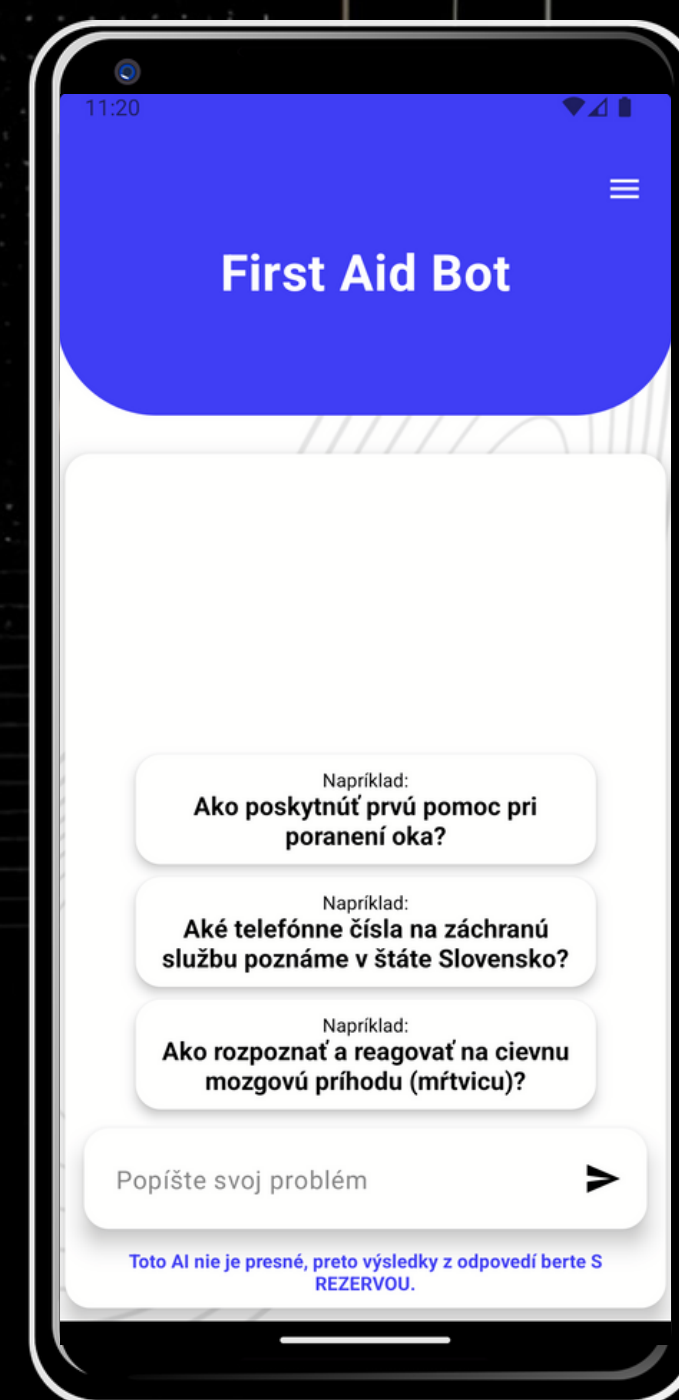 11:20
First Aid Bot
Napríklad:
Ako poskytnúť prvú pomoc pri
poranení oka?
Napríklad:
Aké telefónne čísla na záchranú
službu poznáme v štáte Slovensko?
Napríklad:
Ako rozpoznať a reagovať na cievnu
mozgovú príhodu (mŕtvicu)?
Popíšte svoj problém
Toto AI nie je presné, preto výsledky z odpovedí berte S
REZERVOU.